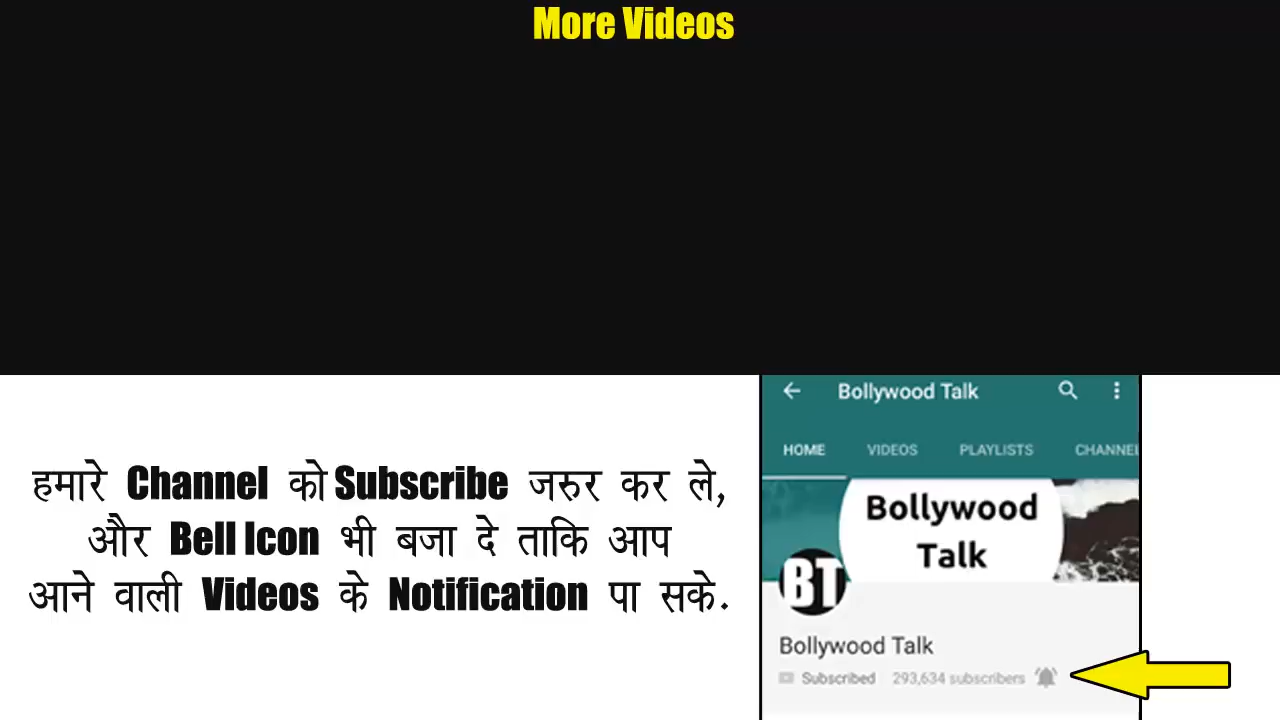 More Videos
हमारे Channel को Subscribe जरुर कर ले,
और Bell Icon भी बजा दे ताकि आप
आने वाली Videos के Notification पा सके.
Bollywood Talk
HOME VIDEOS PLAYLISTS CHANNEL
Bollywood
Talk
BT
Bollywood Talk
Subscribed 293,634 subscribers